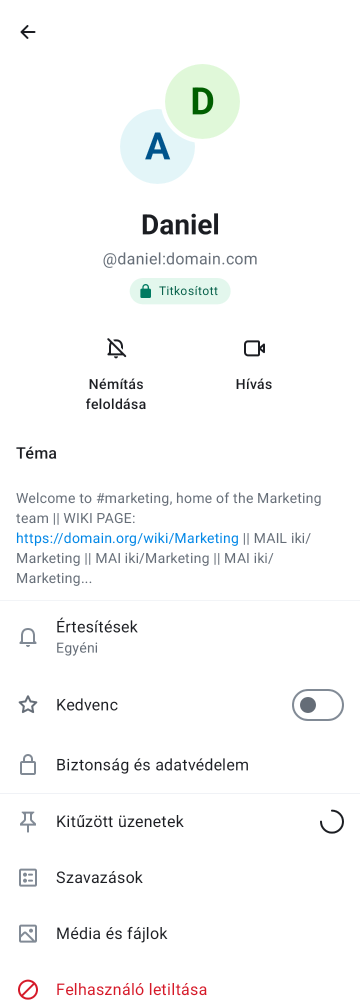 D
A
Daniel
@daniel:domain.com
Titkosított
Némítás
feloldása
Hívás
Téma
Welcome to #marketing, home of the Marketing
team || WIKI PAGE:
https://domain.org/wiki/Marketing || MAIL iki/
Marketing || MAI iki/Marketing || MAI iki/
Marketing...
Értesítések
Egyéni
Kedvenc
Biztonság és adatvédelem
Kitűzött üzenetek
Szavazások
Média és fájlok
Felhasználó letiltása